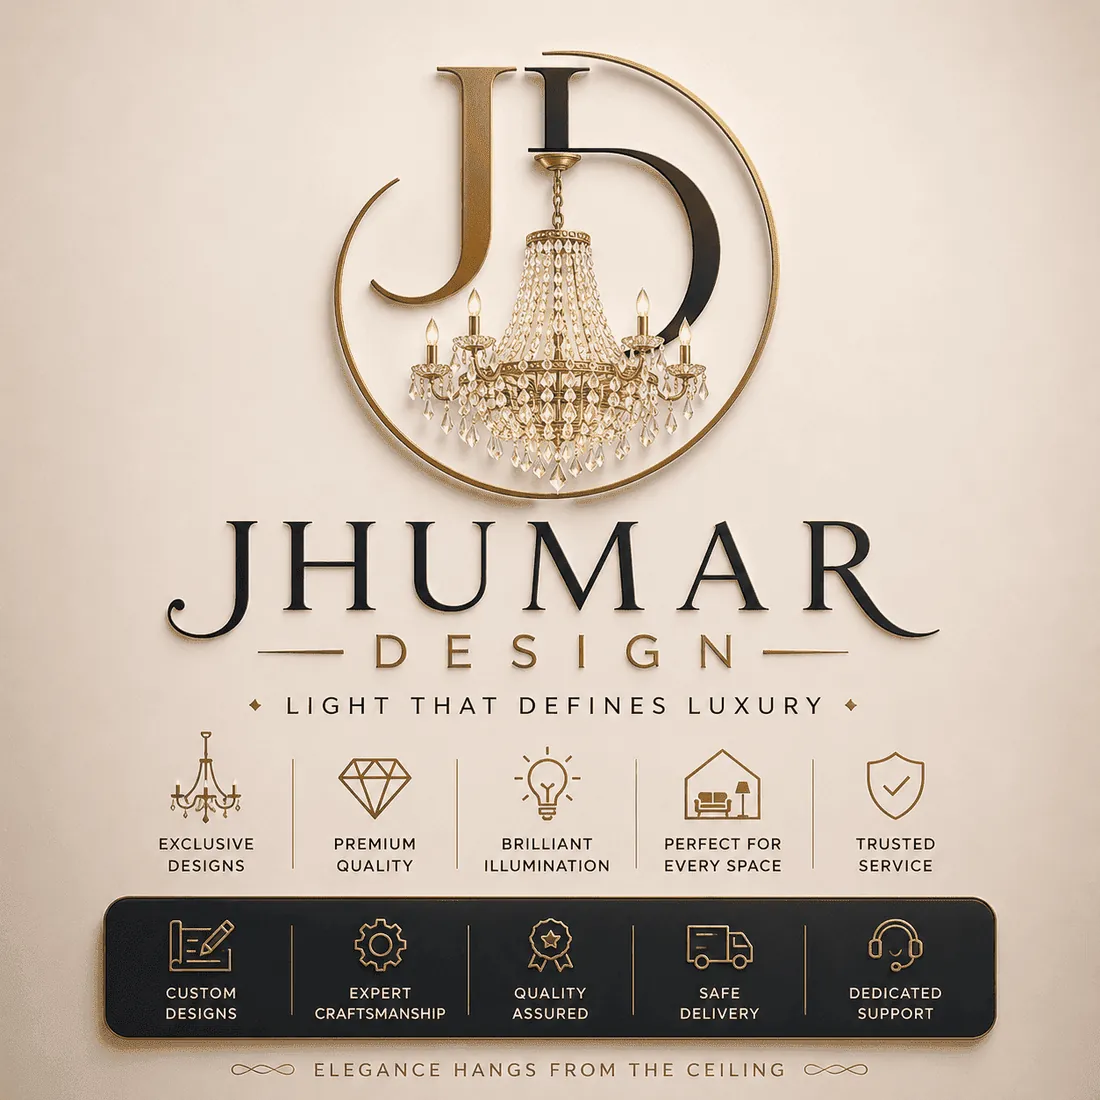 JD
JHUMAR
DESIGN
LIGHT THAT DEFINES LUXURY
EXCLUSIVE
DESIGNS
PREMIUM
QUALITY
BRILLIANT
ILLUMINATION
PERFECT FOR
EVERY SPACE
TRUSTED
SERVICE
CUSTOM
DESIGNS
EXPERT
CRAFTSMANSHIP
QUALITY
ASSURED
SAFE
DELIVERY
DEDICATED
SUPPORT
ELEGANCE HANGS FROM THE CEILING